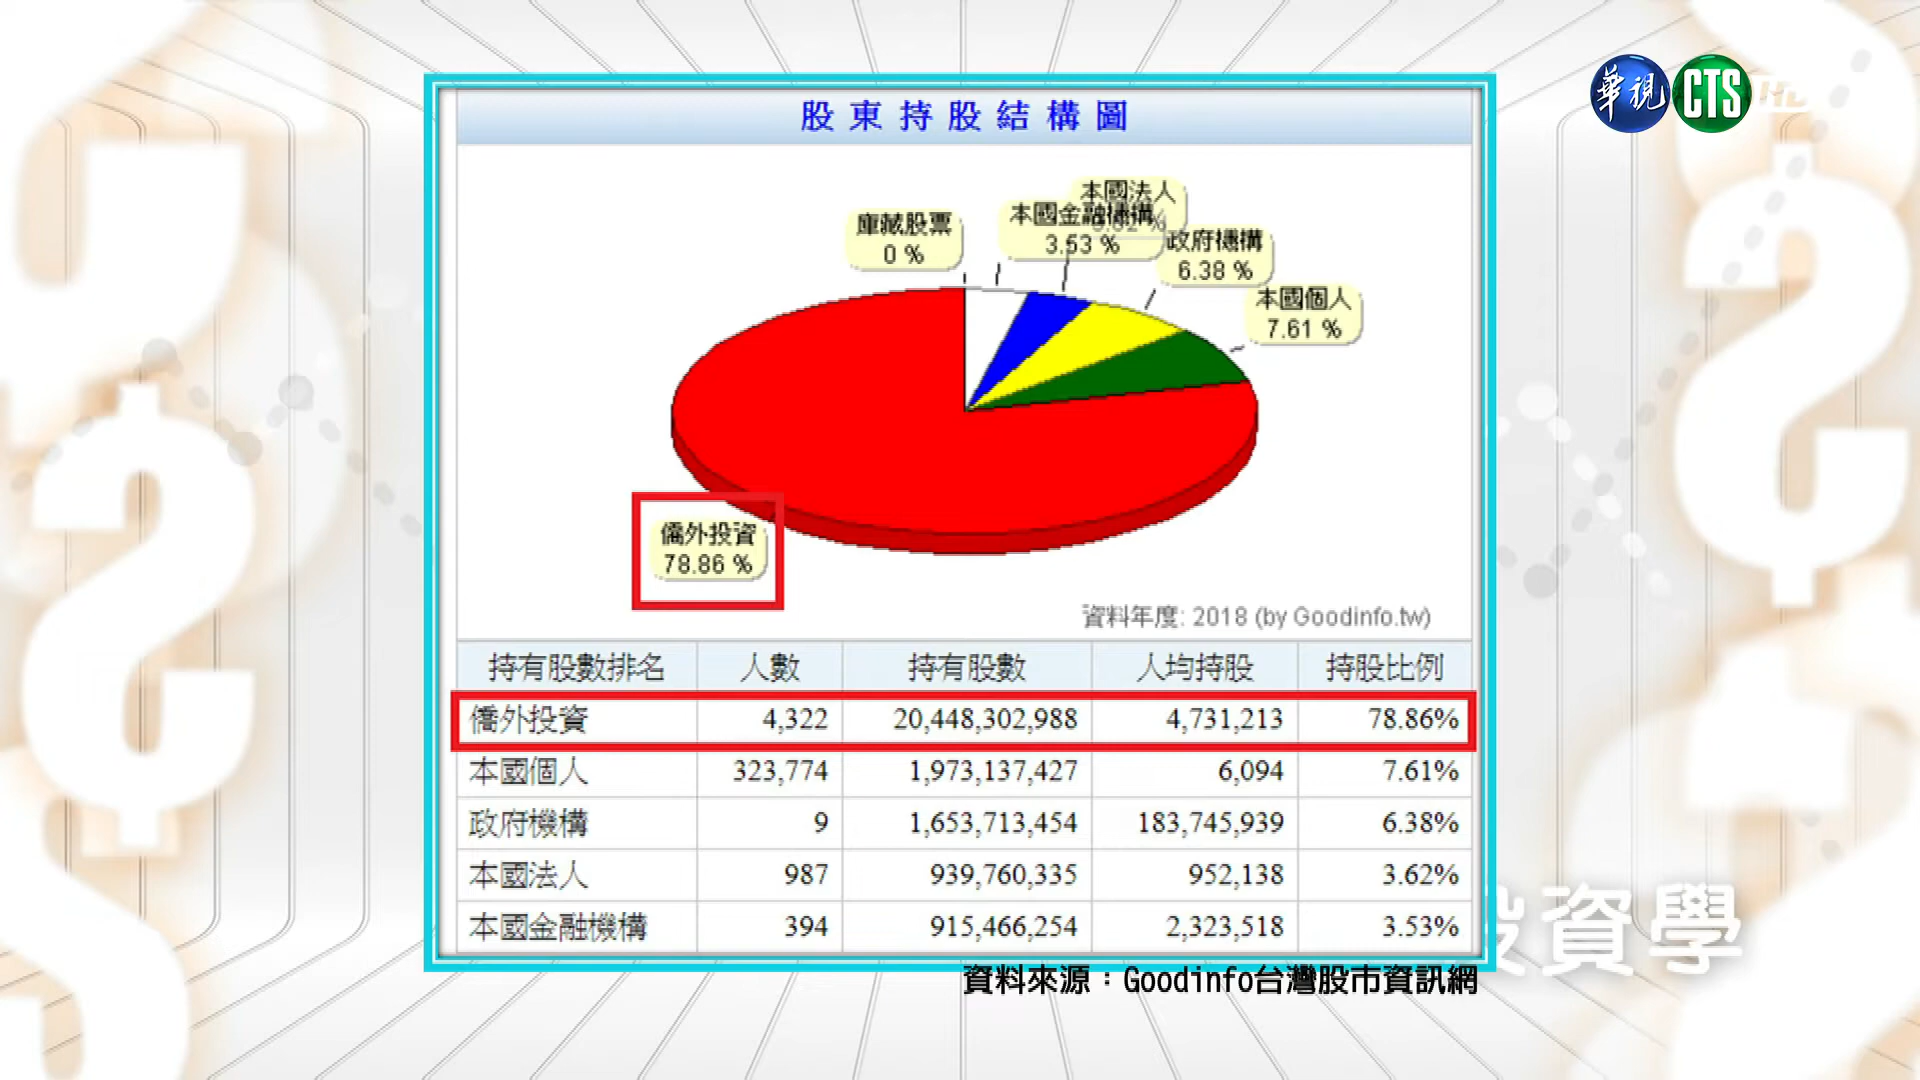 華視 CTS
股東持股結構圖
本國法人
庫藏股票
0 %
本國金融機構
3.53 %
政府機構
6.38 %
本國個人
7.61 %
僑外投資
78.86 %
資料年度: 2018 (by Goodinfo.tw)
持有股數排名 人數 持有股數 人均持股 持股比例
僑外投資 4,322 20,448,302,988 4,731,213 78.86%
本國個人 323,774 1,973,137,427 6,094 7.61%
政府機構 9 1,653,713,454 183,745,939 6.38%
本國法人 987 939,760,335 952,138 3.62%
本國金融機構 394 915,466,254 2,323,518 3.53%
資料來源：Goodinfo台灣股市資訊網
投資學